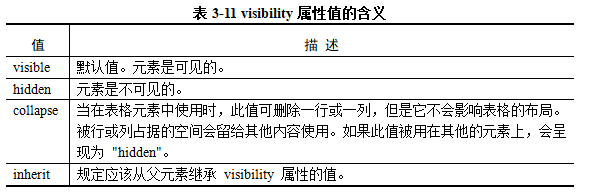 表 3-11 visibility 属性值的含义
值 描 述
visible 默认值。元素是可见的。
hidden 元素是不可见的。
collapse 当在表格元素中使用时，此值可删除一行或一列，但是它不会影响表格的布局。
被行或列占据的空间会留给其他内容使用。如果此值被用在其他的元素上，会呈
现为 "hidden"。
inherit 规定应该从父元素继承 visibility 属性的值。